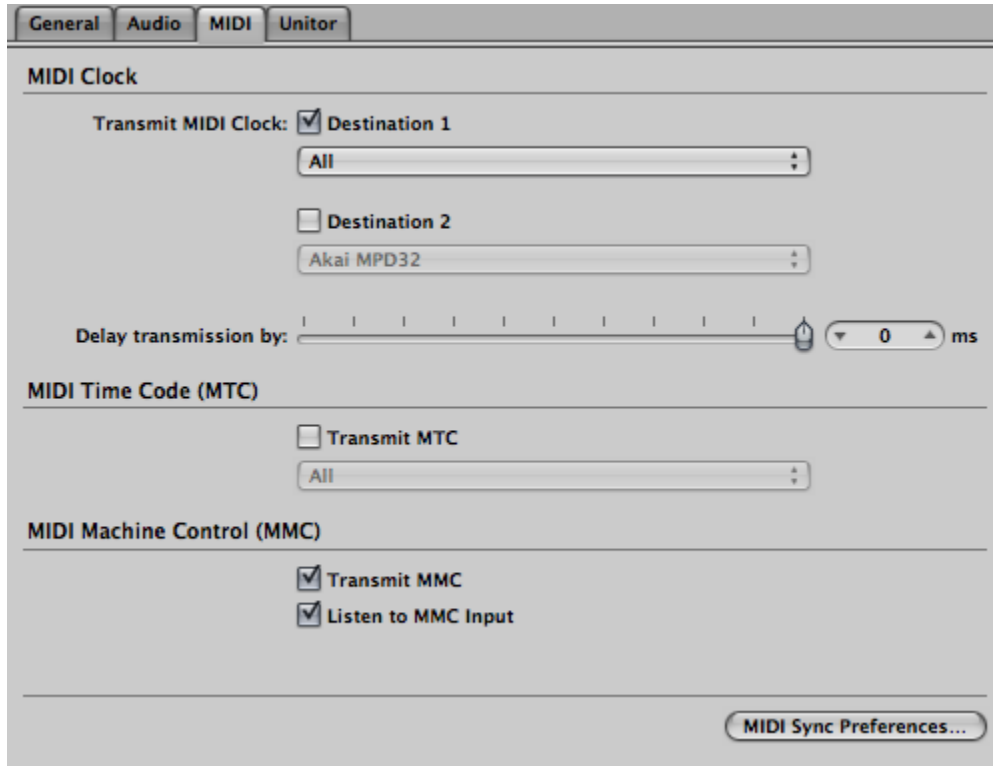 General Audio MIDI Unitor
MIDI Clock
Transmit MIDI Clock: Destination 1
All
Destination 2
Akai MPD32
Delay transmission by: 0 ms
MIDI Time Code (MTC)
Transmit MTC
All
MIDI Machine Control (MMC)
Transmit MMC
Listen to MMC Input
MIDI Sync Preferences...